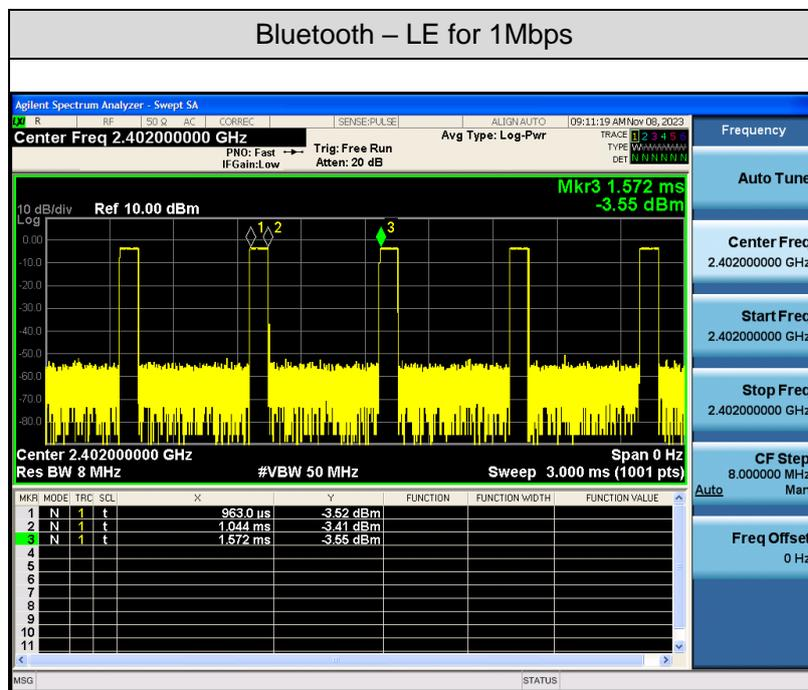 Bluetooth – LE for 1Mbps
Agilent Spectrum Analyzer - Swept SA
LXI R RF 50 Ω AC CORREC SENSE:PULSE ALIGN AUTO 09:11:19 AM Nov 08, 2023
Center Freq 2.402000000 GHz
PNO: Fast
IFGain:Low
Trig: Free Run
Atten: 20 dB
Avg Type: Log-Pwr
TRACE 1 2 3 4 5 6
TYPE W
DET N N N N N N
Mkr3 1.572 ms
-3.55 dBm
10 dB/div Ref 10.00 dBm
Log
0.00
-10.0
-20.0
-30.0
-40.0
-50.0
-60.0
-70.0
-80.0
1 2
3
Center 2.402000000 GHz Span 0 Hz
Res BW 8 MHz #VBW 50 MHz Sweep 3.000 ms (1001 pts)
MKR MODE TRC SCL X Y FUNCTION FUNCTION WIDTH FUNCTION VALUE
1 N 1 t 963.0 µs -3.52 dBm
2 N 1 t 1.044 ms -3.41 dBm
3 N 1 t 1.572 ms -3.55 dBm
4
5
6
7
8
9
10
11
MSG STATUS
Frequency
Auto Tune
Center Freq
2.402000000 GHz
Start Freq
2.402000000 GHz
Stop Freq
2.402000000 GHz
CF Step
8.000000 MHz
Auto Man
Freq Offset
0 Hz